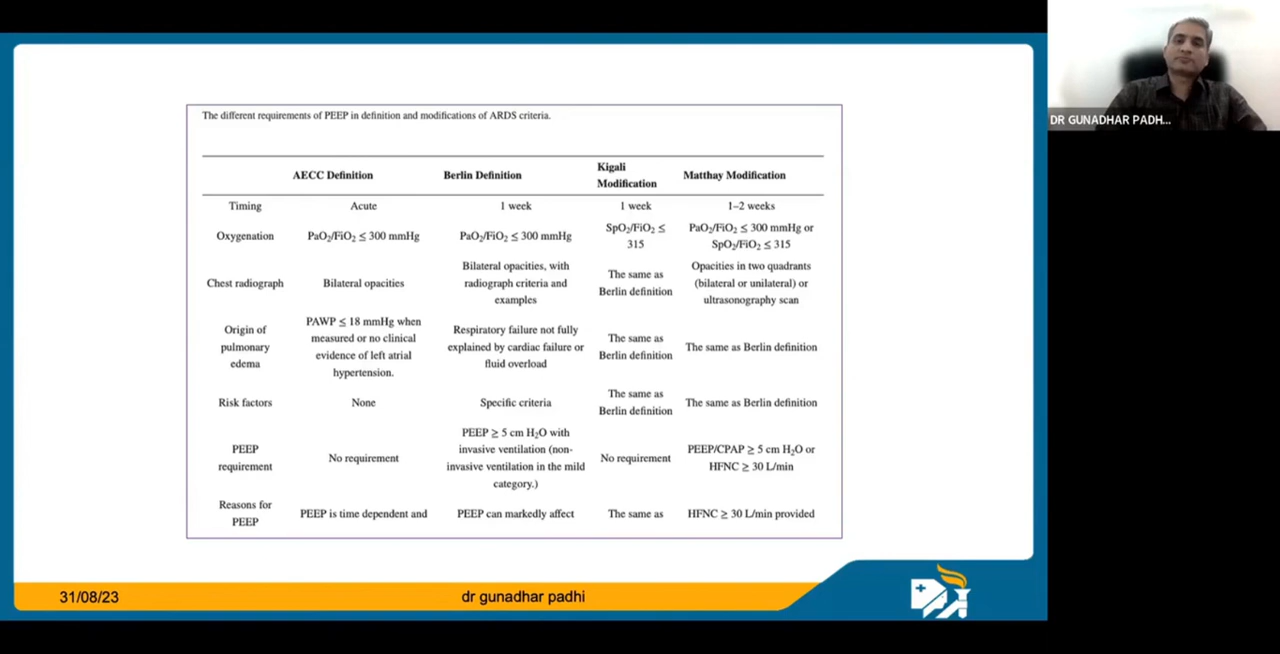 The different requirements of PEEP in definition and modifications of ARDS criteria.
AECC Definition Berlin Definition Kigali Modification Matthay Modification
Timing Acute 1 week 1 week 1–2 weeks
Oxygenation PaO₂/FiO₂ ≤ 300 mmHg PaO₂/FiO₂ ≤ 300 mmHg SpO₂/FiO₂ ≤ 315 PaO₂/FiO₂ ≤ 300 mmHg or SpO₂/FiO₂ ≤ 315
Chest radiograph Bilateral opacities Bilateral opacities, with radiograph criteria and examples The same as Berlin definition Opacities in two quadrants (bilateral or unilateral) or ultrasonography scan
Origin of pulmonary edema PAWP ≤ 18 mmHg when measured or no clinical evidence of left atrial hypertension. Respiratory failure not fully explained by cardiac failure or fluid overload The same as Berlin definition The same as Berlin definition
Risk factors None Specific criteria The same as Berlin definition The same as Berlin definition
PEEP requirement No requirement PEEP ≥ 5 cm H₂O with invasive ventilation (non-invasive ventilation in the mild category.) No requirement PEEP/CPAP ≥ 5 cm H₂O or HFNC ≥ 30 L/min
Reasons for PEEP PEEP is time dependent and PEEP can markedly affect The same as HFNC ≥ 30 L/min provided
31/08/23
dr gunadhar padhi
DR GUNADHAR PADH...